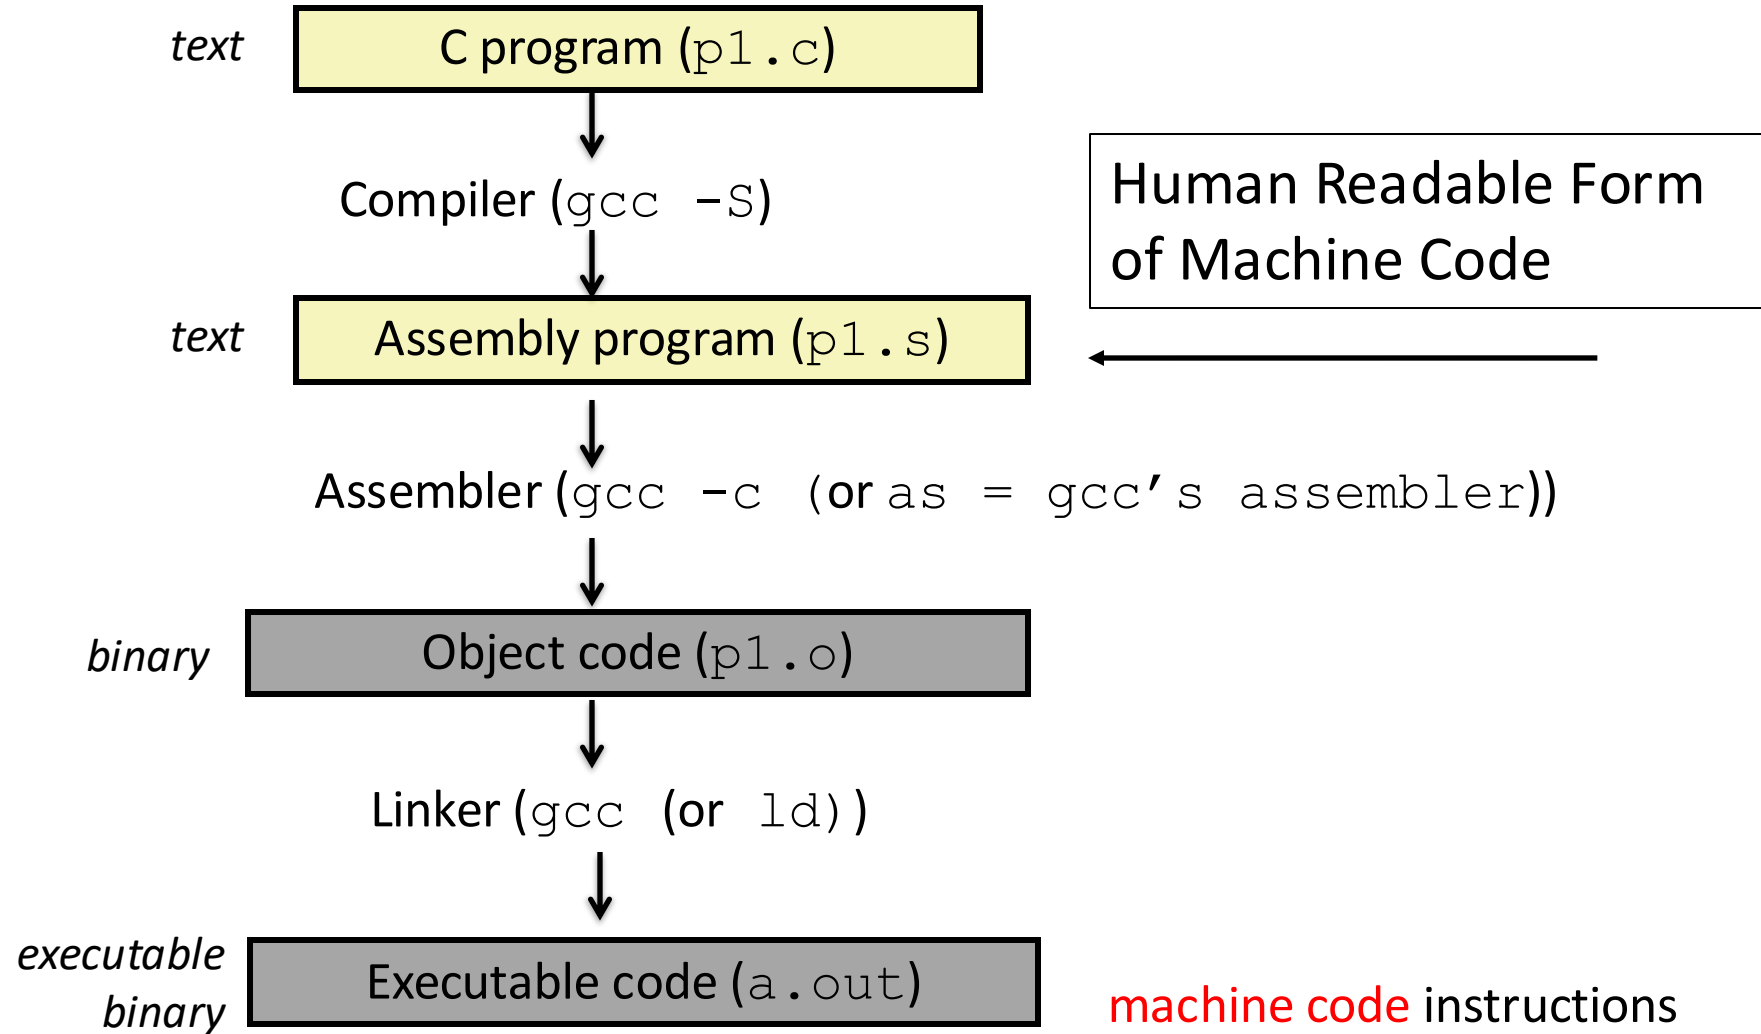 text
C program (p1.c)
Compiler (gcc -S)
Human Readable Form
of Machine Code
text
Assembly program (p1.s)
Assembler (gcc -c (or as = gcc’s assembler))
binary
Object code (p1.o)
Linker (gcc (or ld))
executable
binary
Executable code (a.out)
machine code instructions